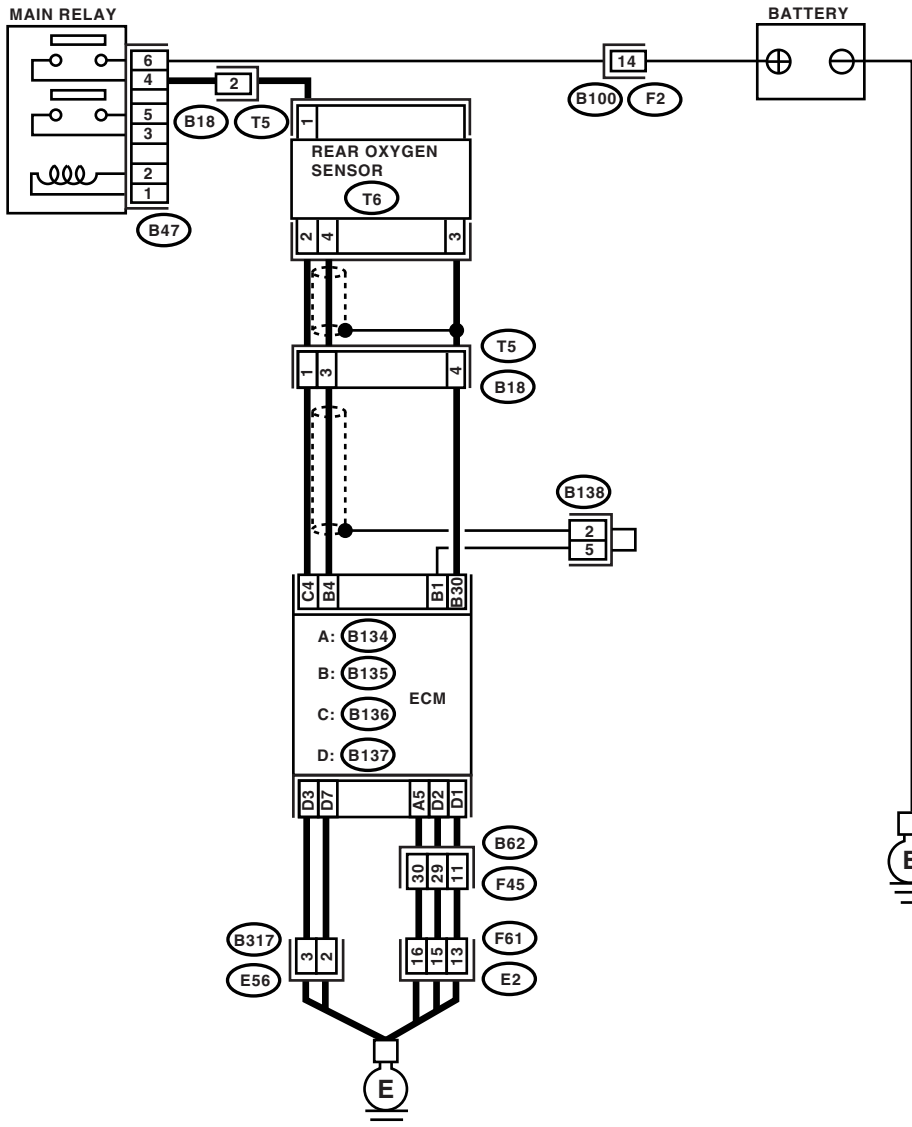 MAIN RELAY
BATTERY
6
4
5
3
2
1
B47
2
B18 T5
14
B100 F2
1
REAR OXYGEN
SENSOR
T6
2 4 3
T5
1 3 4
B18
B138
2
5
C4 B4 B1 B30
A: B134
B: B135
ECM
C: B136
D: B137
D3 D7 A5 D2 D1
B62
30 29 11
F45
B317
3 2
E56
F61
16 15 13
E2
E
E